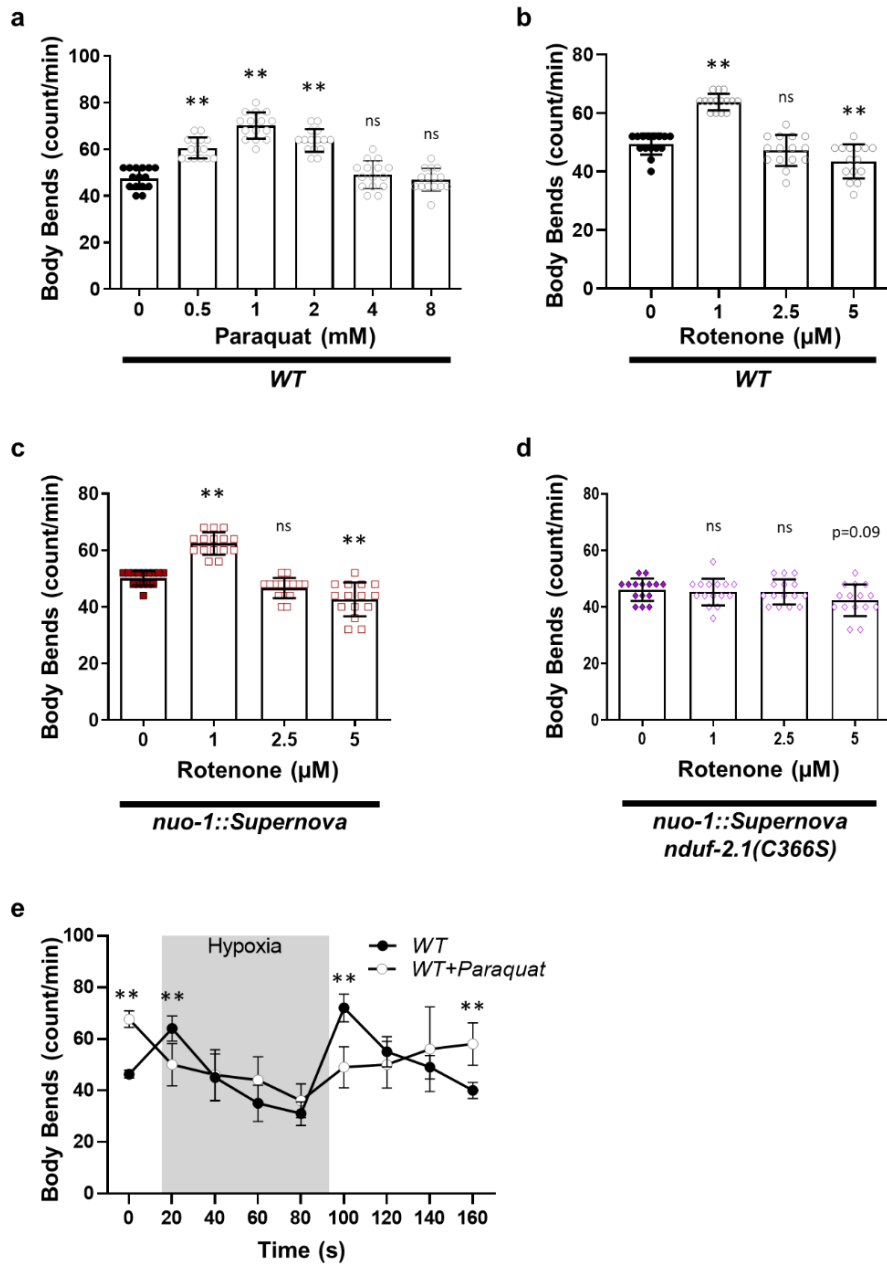 a
Body Bends (count/min)
100
80
60
40
20
0
**
**
**
ns
ns
0 0.5 1 2 4 8
Paraquat (mM)
WT
b
Body Bends (count/min)
80
60
40
20
0
**
ns
**
0 1 2.5 5
Rotenone (µM)
WT
c
Body Bends (count/min)
80
60
40
20
0
**
ns
**
0 1 2.5 5
Rotenone (µM)
nuo-1::Supernova
d
Body Bends (count/min)
80
60
40
20
0
ns
ns
p=0.09
0 1 2.5 5
Rotenone (µM)
nuo-1::Supernova
nduf-2.1(C366S)
e
Body Bends (count/min)
100
80
60
40
20
0
Hypoxia
WT
WT+Paraquat
**
**
**
**
0 20 40 60 80 100 120 140 160
Time (s)